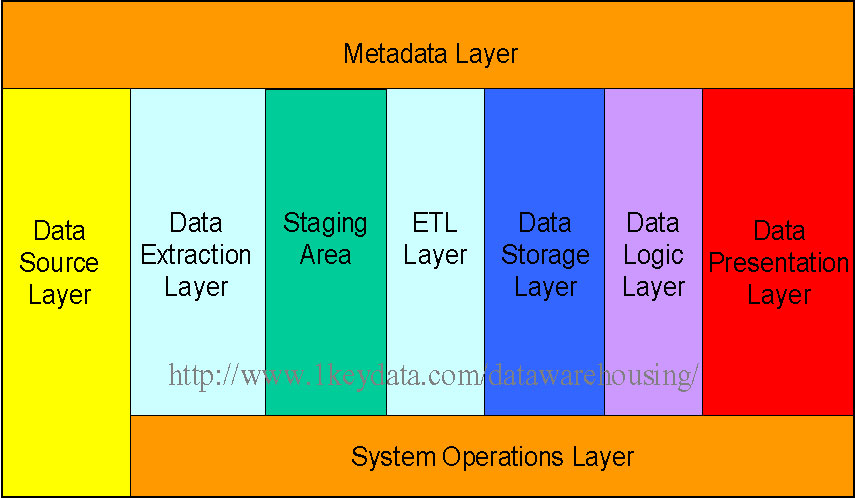 Metadata Layer
Data
Source
Layer
Data
Extraction
Layer
Staging
Area
ETL
Layer
Data
Storage
Layer
Data
Logic
Layer
Data
Presentation
Layer
http://www.1keydata.com/datawarehousing/
System Operations Layer